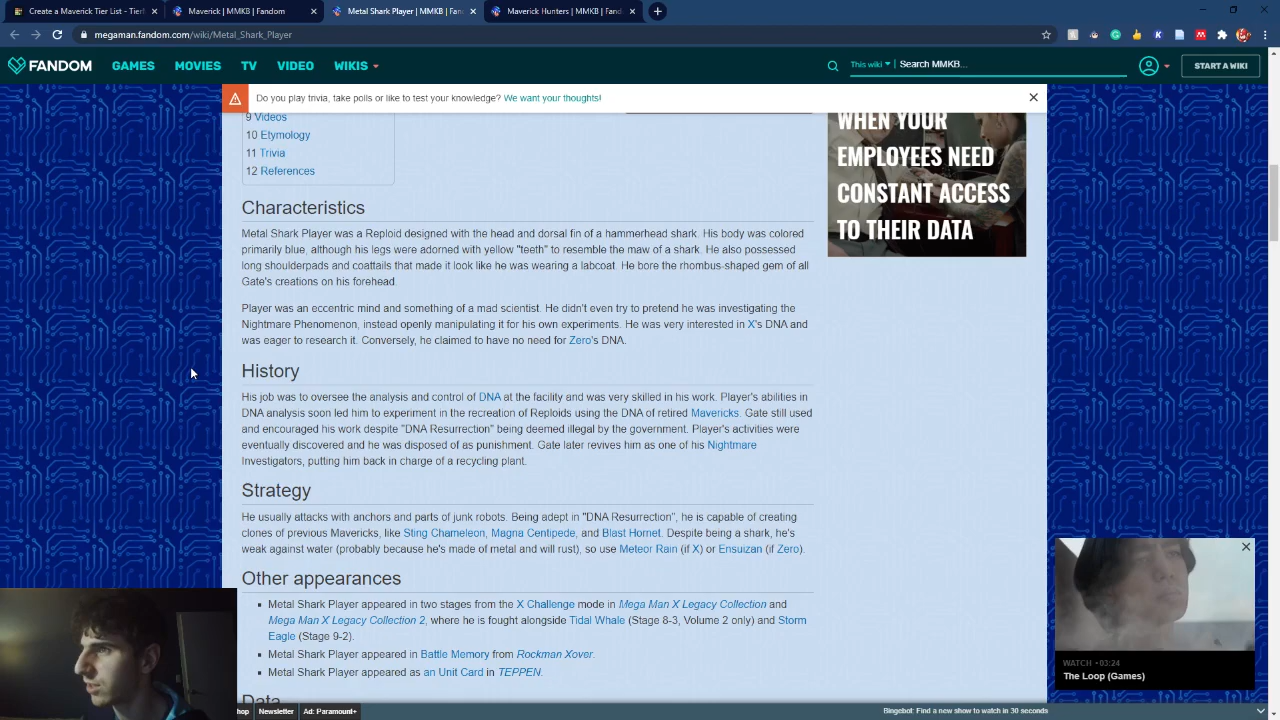 Create a Maverick Tier List - Tierl
Maverick | MMKB | Fandom
Metal Shark Player | MMKB | Fan
Maverick MMKB | MMKB | Fandom
megaman.fandom.com/wiki/Metal_Shark_Player
FANDOM
GAMES
MOVIES
TV
VIDEO
WIKIS
This wiki
Search MMKB...
START A WIKI
Do you play trivia, take polls or like to test your knowledge? We want your thoughts!
9 Videos
10 Etymology
11 Trivia
12 References
WHEN YOUR
EMPLOYEES NEED
CONSTANT ACCESS
TO THEIR DATA
Characteristics
Metal Shark Player was a Reploid designed with the head and dorsal fin of a hammerhead shark. His body was colored
primarily blue, although his legs were adorned with yellow "teeth" to resemble the maw of a shark. He also possessed
long shoulderpads and coattails that made it look like he was wearing a labcoat. He bore the rhombus-shaped gem of all
Gate's creations on his forehead.
Player was an eccentric mind and something of a mad scientist. He didn't even try to pretend he was investigating the
Nightmare Phenomenon, instead openly manipulating it for his own experiments. He was very interested in X's DNA and
was eager to research it. Conversely, he claimed to have no need for Zero's DNA.
History
His job was to oversee the analysis and control of DNA at the facility and was very skilled in his work. Player's abilities in
DNA analysis soon led him to experiment in the recreation of Reploids using the DNA of retired Mavericks. Gate still used
and encouraged his work despite "DNA Resurrection" being deemed illegal by the government. Player's activities were
eventually discovered and he was disposed of as punishment. Gate later revives him as one of his Nightmare
Investigators, putting him back in charge of a recycling plant.
Strategy
He usually attacks with anchors and parts of junk robots. Being adept in "DNA Resurrection", he is capable of creating
clones of previous Mavericks, like Sting Chameleon, Magna Centipede, and Blast Hornet. Despite being a shark, he's
weak against water (probably because he's made of metal and will rust), so use Meteor Rain (if X) or Ensuizan (if Zero).
Other appearances
Metal Shark Player appeared in two stages from the X Challenge mode in Mega Man X Legacy Collection and
Mega Man X Legacy Collection 2, where he is fought alongside Tidal Whale (Stage 8-3, Volume 2 only) and Storm
Eagle (Stage 9-2).
Metal Shark Player appeared in Battle Memory from Rockman Xover.
Metal Shark Player appeared as an Unit Card in TEPPEN.
WATCH • 03:24
The Loop (Games)
hop
Newsletter
Ad: Paramount+
Bingebot: Find a new show to watch in 30 seconds